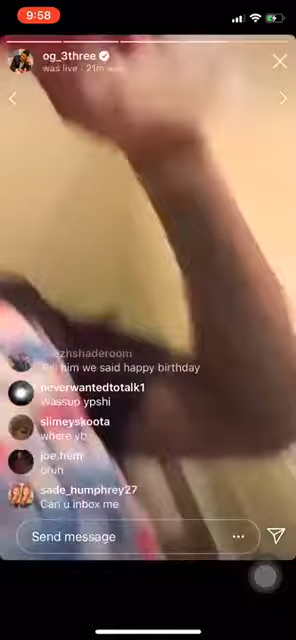 9:58
og_3three
was live · 21m
him we said happy birthday
neverwantedtotalk1
Wassup ypshi
slimeyskoota
where yb
joe.hem
bruh
sade_humphrey27
Can u inbox me
Send message